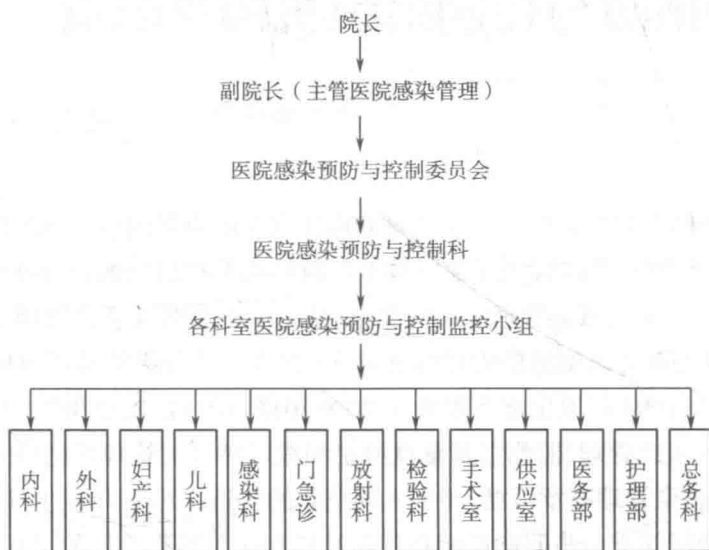 院长
副院长（主管医院感染管理）
医院感染预防与控制委员会
医院感染预防与控制科
各科室医院感染预防与控制监控小组
内科
外科
妇产科
儿科
感染科
门急诊
放射科
检验科
手术室
供应室
医务部
护理部
总务科